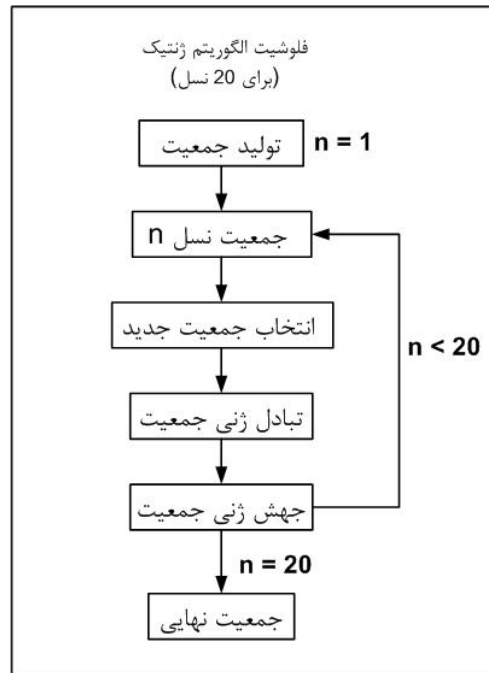 فلوشیت الگوریتم ژنتیک
(برای 20 نسل)
تولید جمعیت
n = 1
جمعیت نسل n
انتخاب جمعیت جدید
n < 20
تبادل ژنی جمعیت
جهش ژنی جمعیت
n = 20
جمعیت نهایی